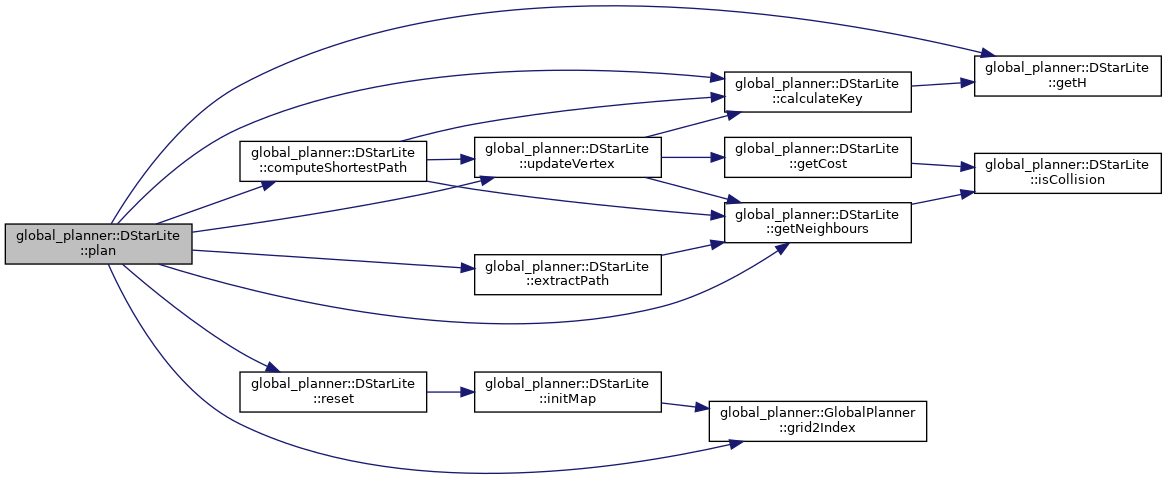 global_planner::DStarLite
::getH
global_planner::DStarLite
::calculateKey
global_planner::DStarLite
::computeShortestPath
global_planner::DStarLite
::updateVertex
global_planner::DStarLite
::getCost
global_planner::DStarLite
::isCollision
global_planner::DStarLite
::plan
global_planner::DStarLite
::getNeighbours
global_planner::DStarLite
::extractPath
global_planner::DStarLite
::reset
global_planner::DStarLite
::initMap
global_planner::GlobalPlanner
::grid2Index